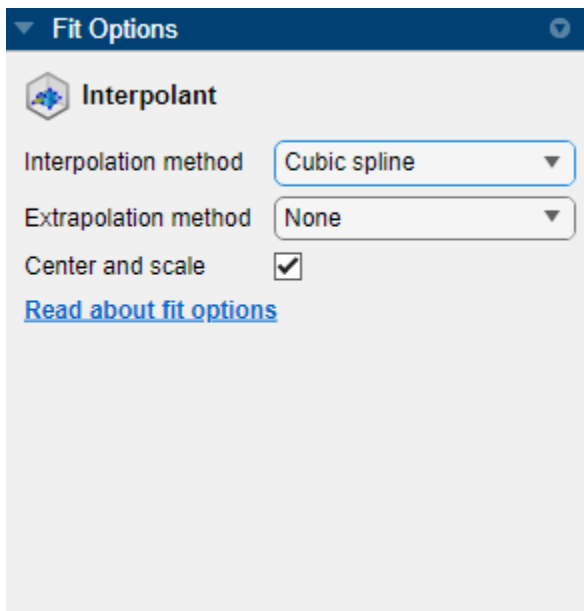 Fit Options
Interpolant
Interpolation method Cubic spline
Extrapolation method None
Center and scale
Read about fit options